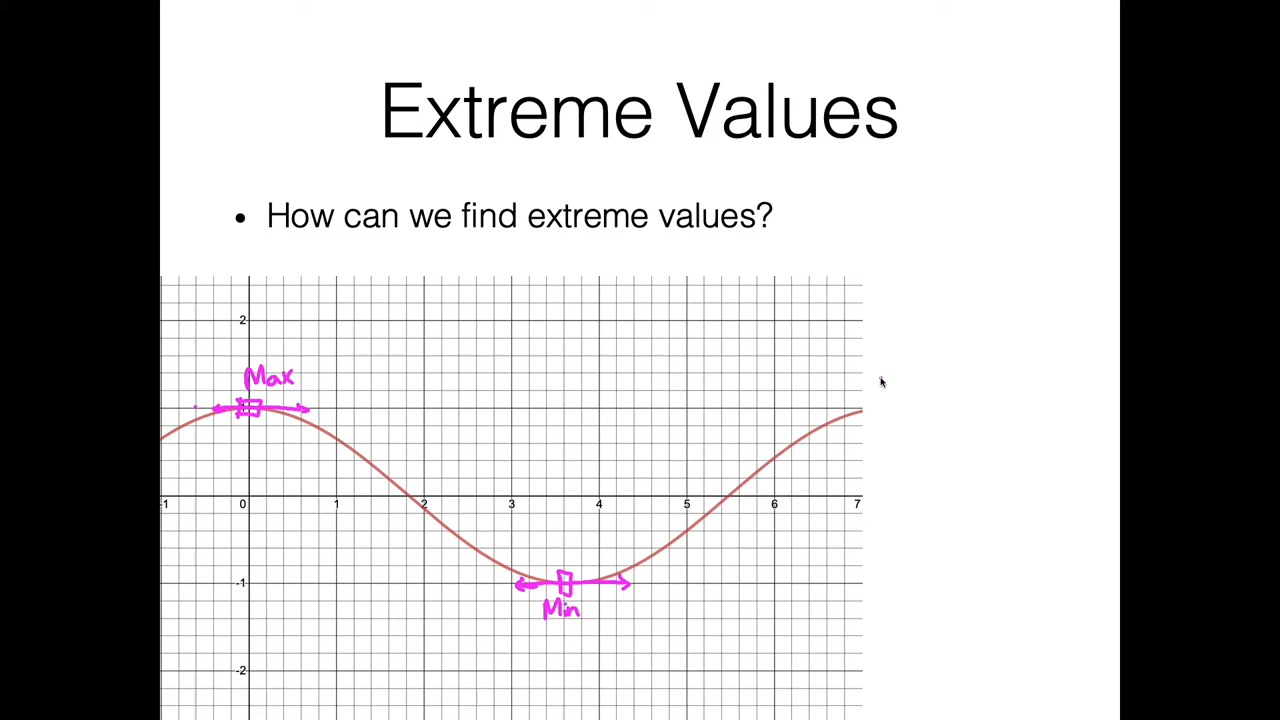 Extreme Values
• How can we find extreme values?
2
Max
-1 0 1 2 3 4 5 6 7
-1
Min
-2